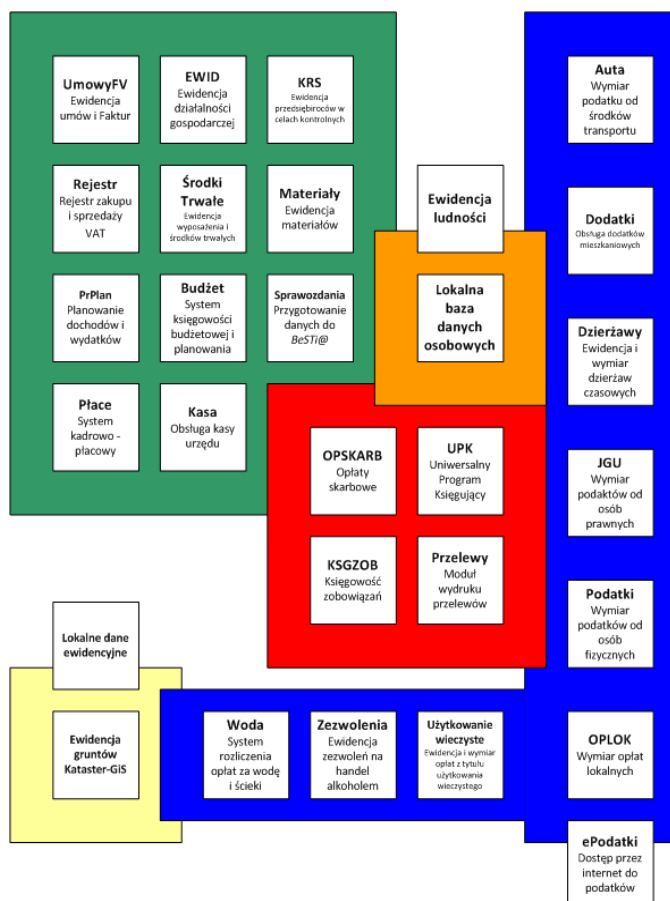 UmowyFV
Ewidencja
umów i Faktur
EWID
Ewidencja
działalności
gospodarczej
KRS
Ewidencja
przedsiębiroców w
celach kontrolnych
Auta
Wymiar
podatku od
środków
transportu
Rejestr
Rejestr zakupu
i sprzedaży
VAT
Środki
Trwałe
Ewidencja
wyposażenia i
środków trwałych
Materiały
Ewidencja
materiałów
Ewidencja
ludności
Dodatki
Obsługa dodatków
mieszkaniowych
PrPlan
Planowanie
dochodów i
wydatków
Budżet
System
księgowości
budżetowej i
planowania
Sprawozdania
Przygotowanie
danych do
BeSTi@
Lokalna
baza
danych
osobowych
Dzierżawy
Ewidencja i
wymiar
dzierżaw
czasowych
Płace
System
kadrowo -
płacowy
Kasa
Obsługa kasy
urzędu
OPSKARB
Opłaty
skarbowe
UPK
Uniwersalny
Program
Księgujący
JGU
Wymiar
podaktów od
osób
prawnych
KSGZOB
Księgowość
zobowiązań
Przelewy
Moduł
wydruku
przelewów
Podatki
Wymiar
podatków od
osób
fizycznych
Lokalne dane
ewidencyjne
Ewidencja
gruntów
Kataster-GiS
Woda
System
rozliczenia
opłat za wodę
i ścieki
Zezwolenia
Ewidencja
zezwoleń na
handel
alkoholem
Użytkowanie
wieczyste
Ewidencja i wymiar
opłat z tytułu
użytkowania
wieczystego
OPLOK
Wymiar opłat
lokalnych
ePodatki
Dostęp przez
internet do
podatków